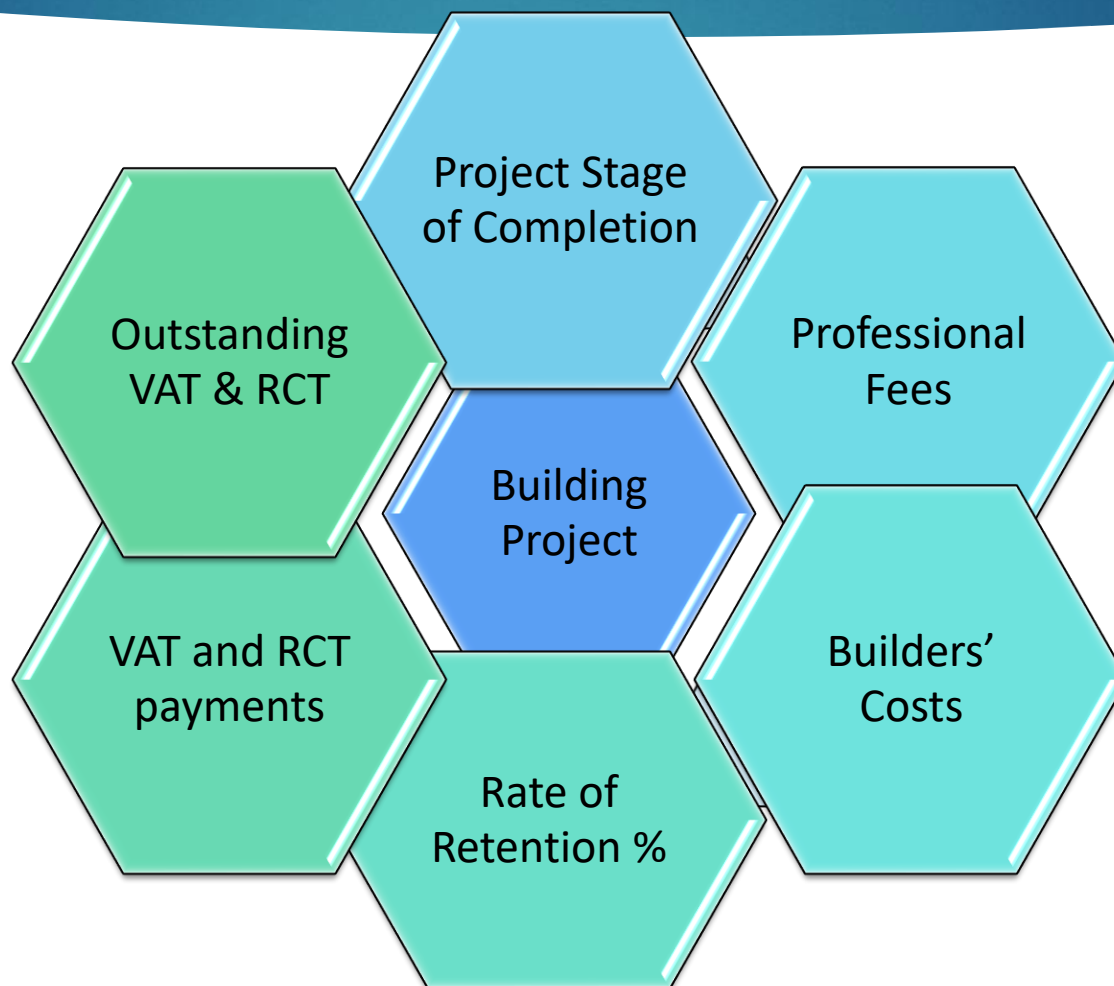 Project Stage
of Completion
Outstanding
VAT & RCT
Professional
Fees
Building
Project
VAT and RCT
payments
Builders’
Costs
Rate of
Retention %